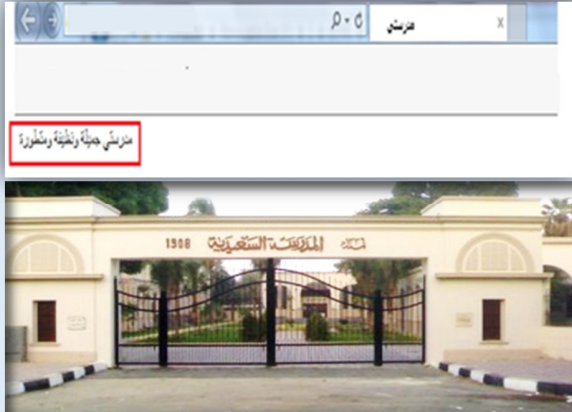 مدرستي
مدرستي جميلة ونظيفة ومتطورة
المدرسة السعيدية 1908